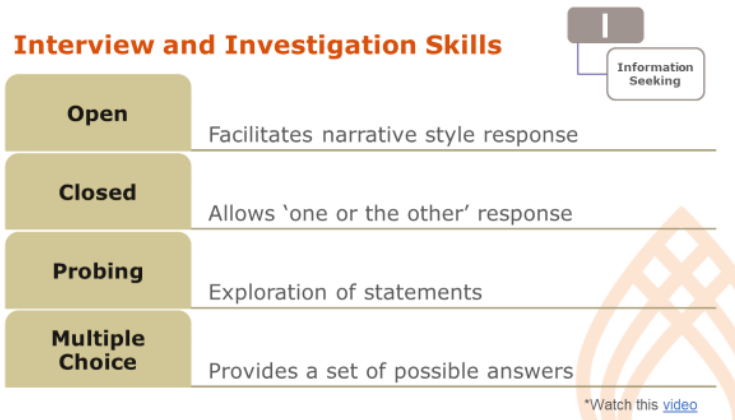 Interview and Investigation Skills
I
Information
Seeking
Open
Facilitates narrative style response
Closed
Allows ‘one or the other’ response
Probing
Exploration of statements
Multiple
Choice
Provides a set of possible answers
*Watch this video